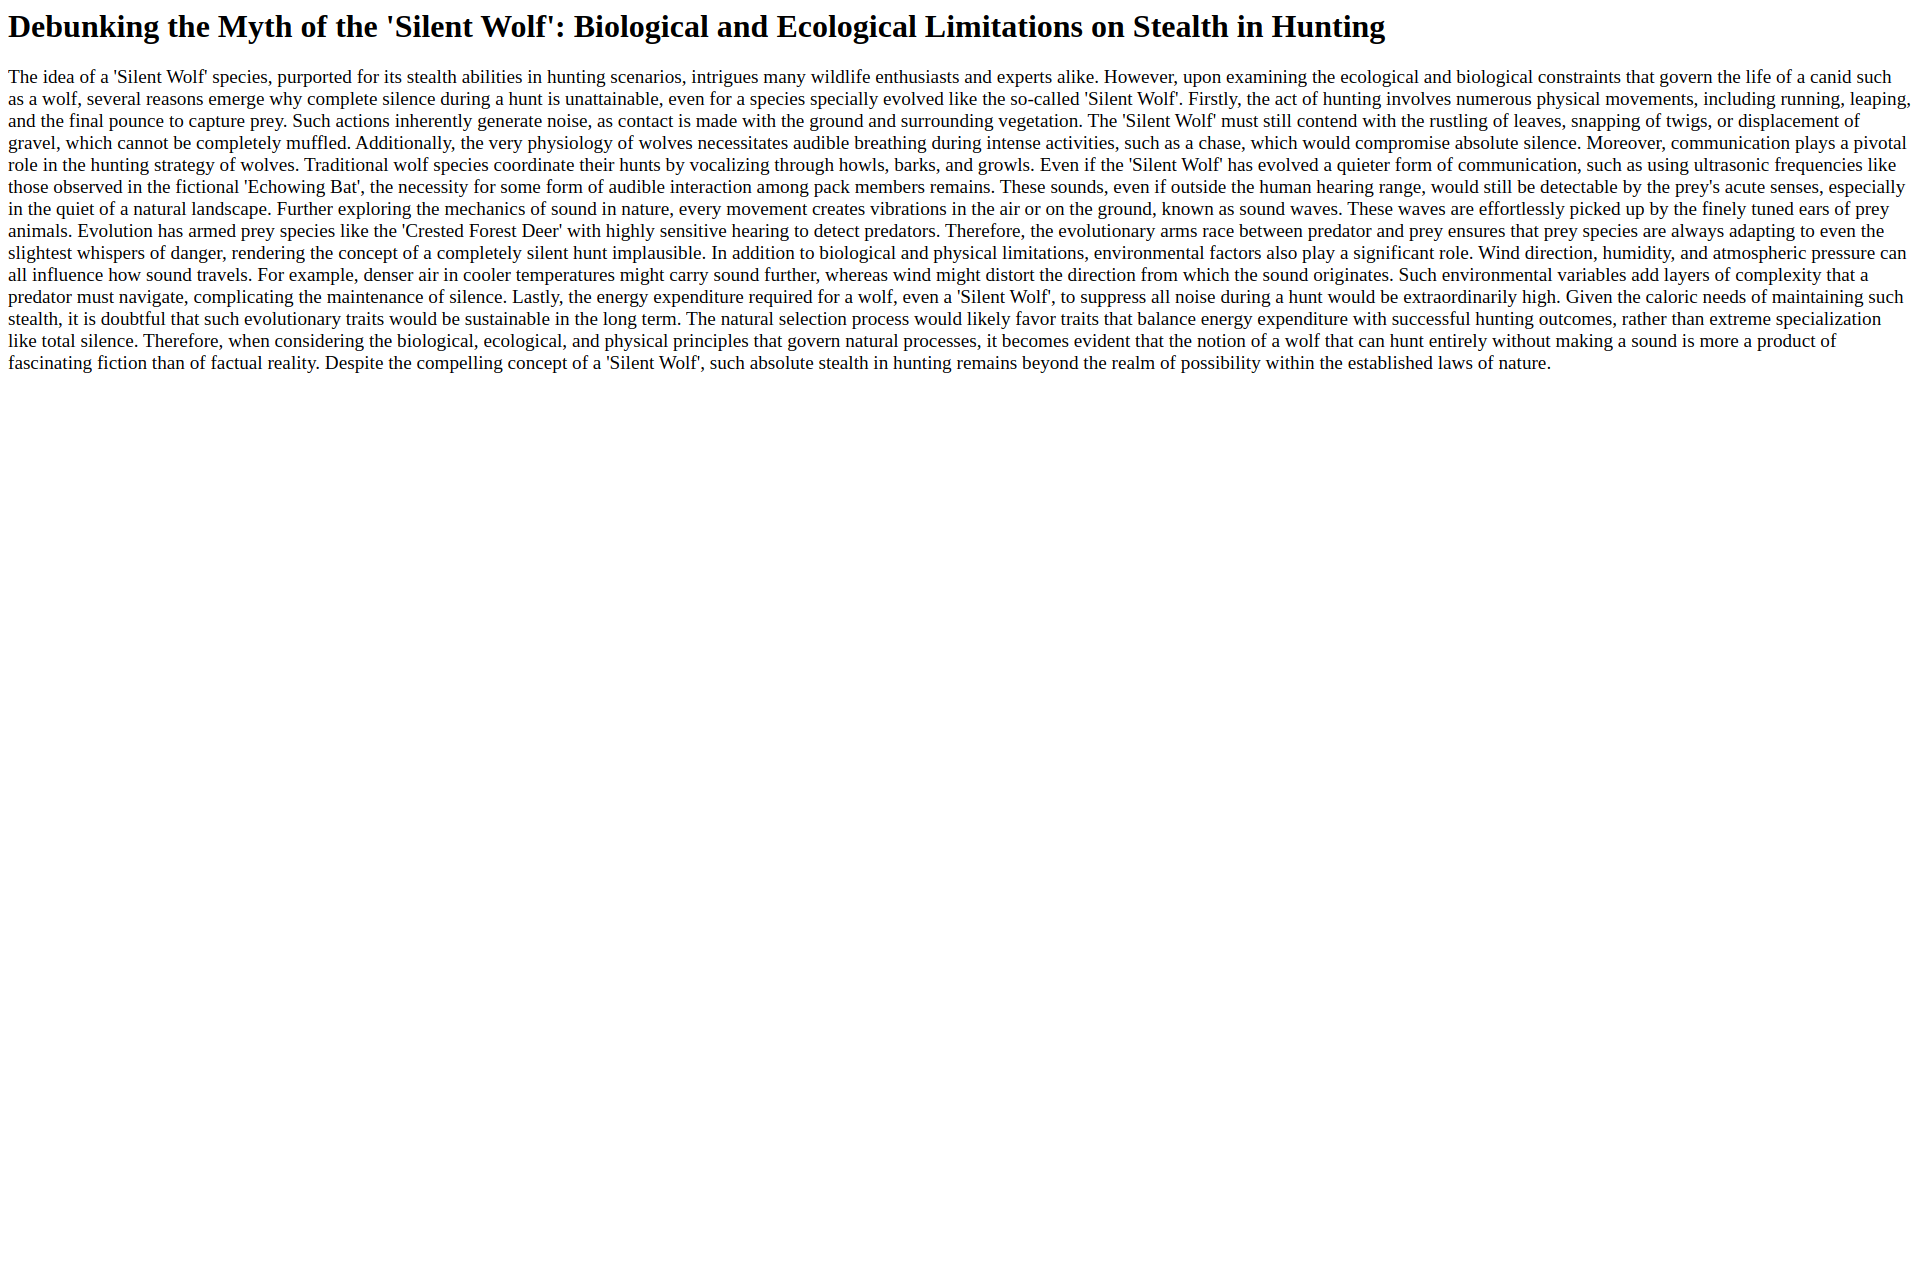 Debunking the Myth of the 'Silent Wolf': Biological and Ecological Limitations on Stealth in Hunting
The idea of a 'Silent Wolf' species, purported for its stealth abilities in hunting scenarios, intrigues many wildlife enthusiasts and experts alike. However, upon examining the ecological and biological constraints that govern the life of a canid such
as a wolf, several reasons emerge why complete silence during a hunt is unattainable, even for a species specially evolved like the so-called 'Silent Wolf'. Firstly, the act of hunting involves numerous physical movements, including running, leaping,
and the final pounce to capture prey. Such actions inherently generate noise, as contact is made with the ground and surrounding vegetation. The 'Silent Wolf' must still contend with the rustling of leaves, snapping of twigs, or displacement of
gravel, which cannot be completely muffled. Additionally, the very physiology of wolves necessitates audible breathing during intense activities, such as a chase, which would compromise absolute silence. Moreover, communication plays a pivotal
role in the hunting strategy of wolves. Traditional wolf species coordinate their hunts by vocalizing through howls, barks, and growls. Even if the 'Silent Wolf' has evolved a quieter form of communication, such as using ultrasonic frequencies like
those observed in the fictional 'Echowing Bat', the necessity for some form of audible interaction among pack members remains. These sounds, even if outside the human hearing range, would still be detectable by the prey's acute senses, especially
in the quiet of a natural landscape. Further exploring the mechanics of sound in nature, every movement creates vibrations in the air or on the ground, known as sound waves. These waves are effortlessly picked up by the finely tuned ears of prey
animals. Evolution has armed prey species like the 'Crested Forest Deer' with highly sensitive hearing to detect predators. Therefore, the evolutionary arms race between predator and prey ensures that prey species are always adapting to even the
slightest whispers of danger, rendering the concept of a completely silent hunt implausible. In addition to biological and physical limitations, environmental factors also play a significant role. Wind direction, humidity, and atmospheric pressure can
all influence how sound travels. For example, denser air in cooler temperatures might carry sound further, whereas wind might distort the direction from which the sound originates. Such environmental variables add layers of complexity that a
predator must navigate, complicating the maintenance of silence. Lastly, the energy expenditure required for a wolf, even a 'Silent Wolf', to suppress all noise during a hunt would be extraordinarily high. Given the caloric needs of maintaining such
stealth, it is doubtful that such evolutionary traits would be sustainable in the long term. The natural selection process would likely favor traits that balance energy expenditure with successful hunting outcomes, rather than extreme specialization
like total silence. Therefore, when considering the biological, ecological, and physical principles that govern natural processes, it becomes evident that the notion of a wolf that can hunt entirely without making a sound is more a product of
fascinating fiction than of factual reality. Despite the compelling concept of a 'Silent Wolf', such absolute stealth in hunting remains beyond the realm of possibility within the established laws of nature.